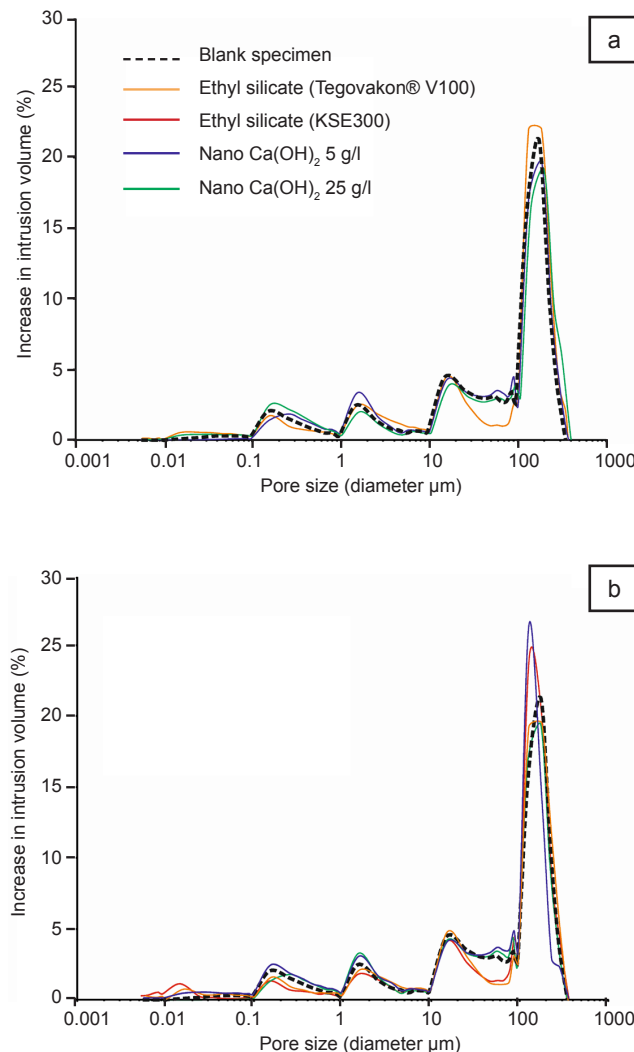 30
a
25
20
15
10
5
0
Increase in intrusion volume (%)
Blank specimen
Ethyl silicate (Tegovakon® V100)
Ethyl silicate (KSE300)
Nano Ca(OH)₂ 5 g/l
Nano Ca(OH)₂ 25 g/l
0.001 0.01 0.1 1 10 100 1000
Pore size (diameter µm)
30
b
25
20
15
10
5
0
Increase in intrusion volume (%)
0.001 0.01 0.1 1 10 100 1000
Pore size (diameter µm)